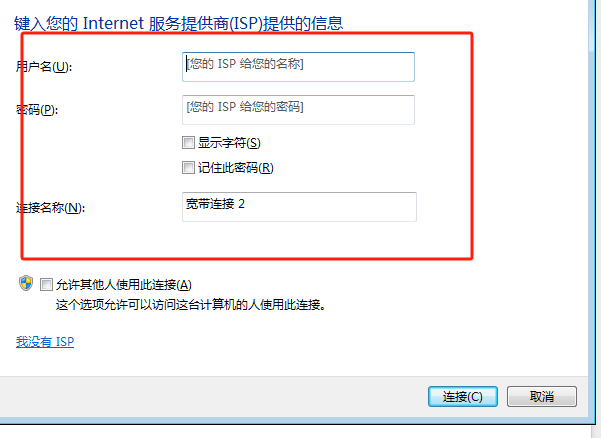 键入您的 Internet 服务提供商(ISP)提供的信息
用户名(U):
[您的 ISP 给您的名称]
密码(P):
[您的 ISP 给您的密码]
显示字符(S)
记住此密码(R)
连接名称(N):
宽带连接 2
允许其他人使用此连接(A)
这个选项允许可以访问这台计算机的人使用此连接。
我没有 ISP
连接(C)
取消